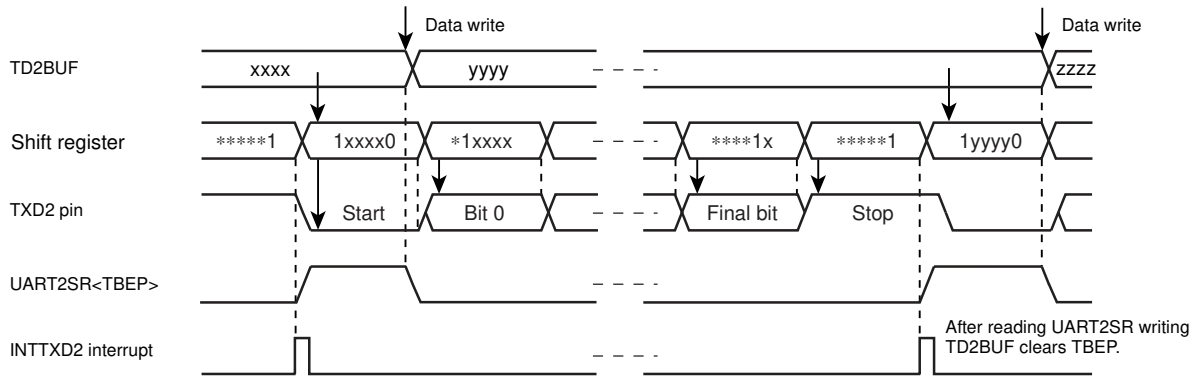 Data write
Data write
TD2BUF
xxxx
yyyy
zzzz
Shift register
*****1
1xxxx0
*1xxxx
****1x
*****1
1yyyy0
TXD2 pin
Start
Bit 0
Final bit
Stop
UART2SR<TBEP>
After reading UART2SR writing
TD2BUF clears TBEP.
INTTXD2 interrupt